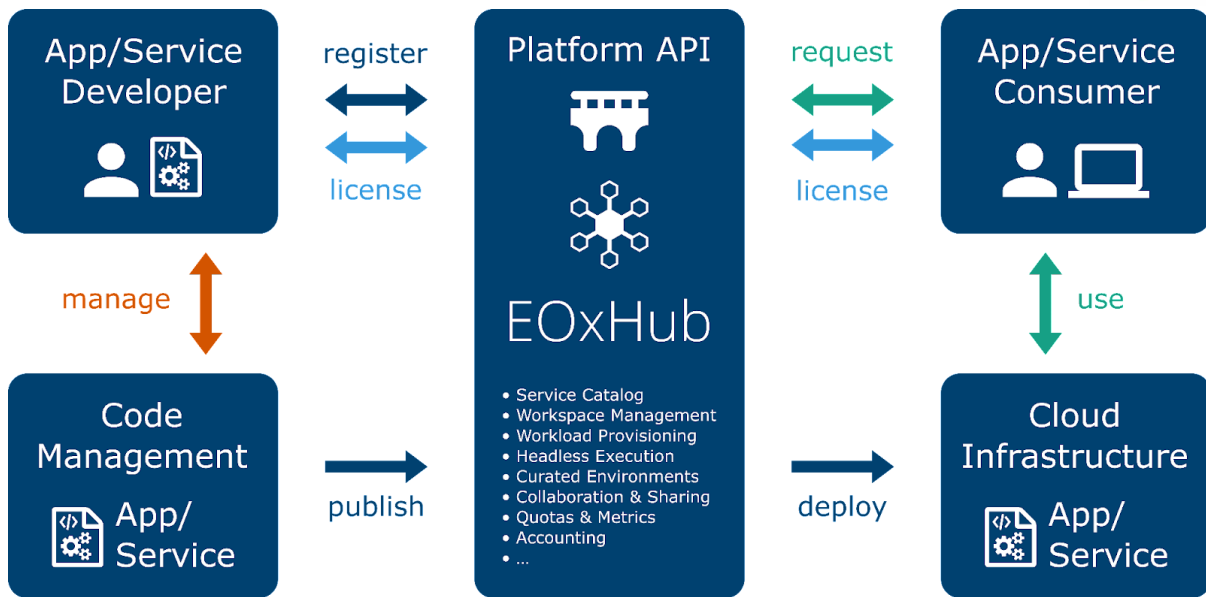 App/Service
Developer
register
license
Platform API
EOxHub
• Service Catalog
• Workspace Management
• Workload Provisioning
• Headless Execution
• Curated Environments
• Collaboration & Sharing
• Quotas & Metrics
• Accounting
• ...
request
license
App/Service
Consumer
manage
use
Code
Management
</> App/
Service
publish
deploy
Cloud
Infrastructure
</> App/
Service